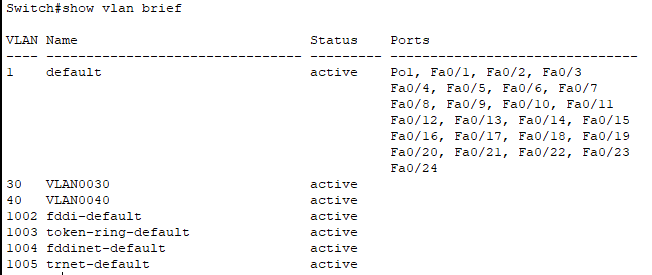 Switch#show vlan brief
VLAN Name Status Ports
---- -------------------------------- --------- -------------------------------
1 default active Po1, Fa0/1, Fa0/2, Fa0/3
Fa0/4, Fa0/5, Fa0/6, Fa0/7
Fa0/8, Fa0/9, Fa0/10, Fa0/11
Fa0/12, Fa0/13, Fa0/14, Fa0/15
Fa0/16, Fa0/17, Fa0/18, Fa0/19
Fa0/20, Fa0/21, Fa0/22, Fa0/23
Fa0/24
30 VLAN0030 active
40 VLAN0040 active
1002 fddi-default active
1003 token-ring-default active
1004 fddinet-default active
1005 trnet-default active